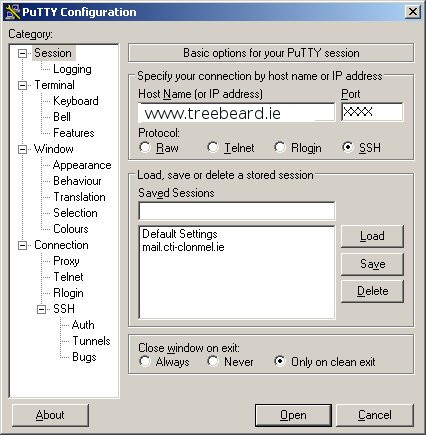 PuTTY Configuration
Category:
Session
Logging
Terminal
Keyboard
Bell
Features
Window
Appearance
Behaviour
Translation
Selection
Colours
Connection
Proxy
Telnet
Rlogin
SSH
Auth
Tunnels
Bugs
Basic options for your PuTTY session
Specify your connection by host name or IP address
Host Name (or IP address) Port
www.treebeard.ie XXXX
Protocol:
Raw Telnet Rlogin SSH
Load, save or delete a stored session
Saved Sessions
Default Settings
mail.cti-clonmel.ie
Load
Save
Delete
Close window on exit:
Always Never Only on clean exit
About Open Cancel